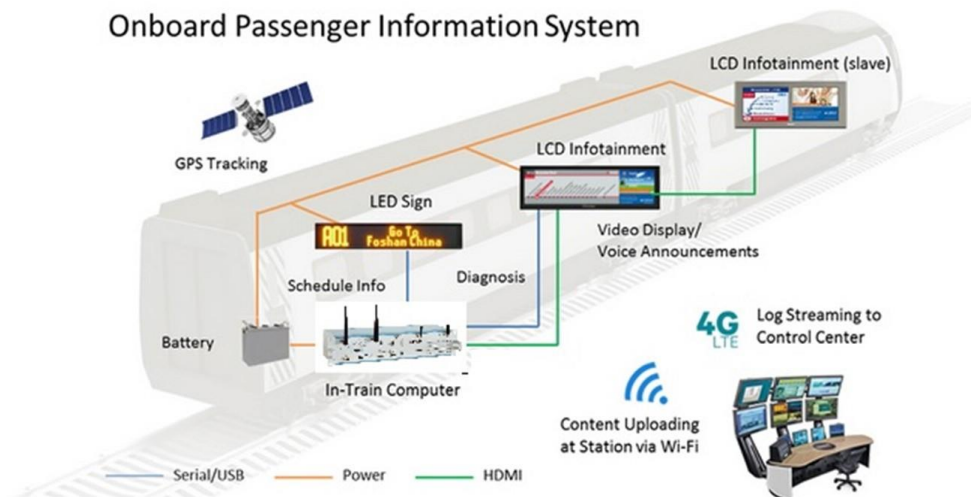 Onboard Passenger Information System
LCD Infotainment (slave)
GPS Tracking
LCD Infotainment
LED Sign
A01
Go To
Foshan China
Video Display/
Voice Announcements
Schedule Info
Diagnosis
Battery
In-Train Computer
4G
LTE
Log Streaming to
Control Center
Content Uploading
at Station via Wi-Fi
Serial/USB
Power
HDMI